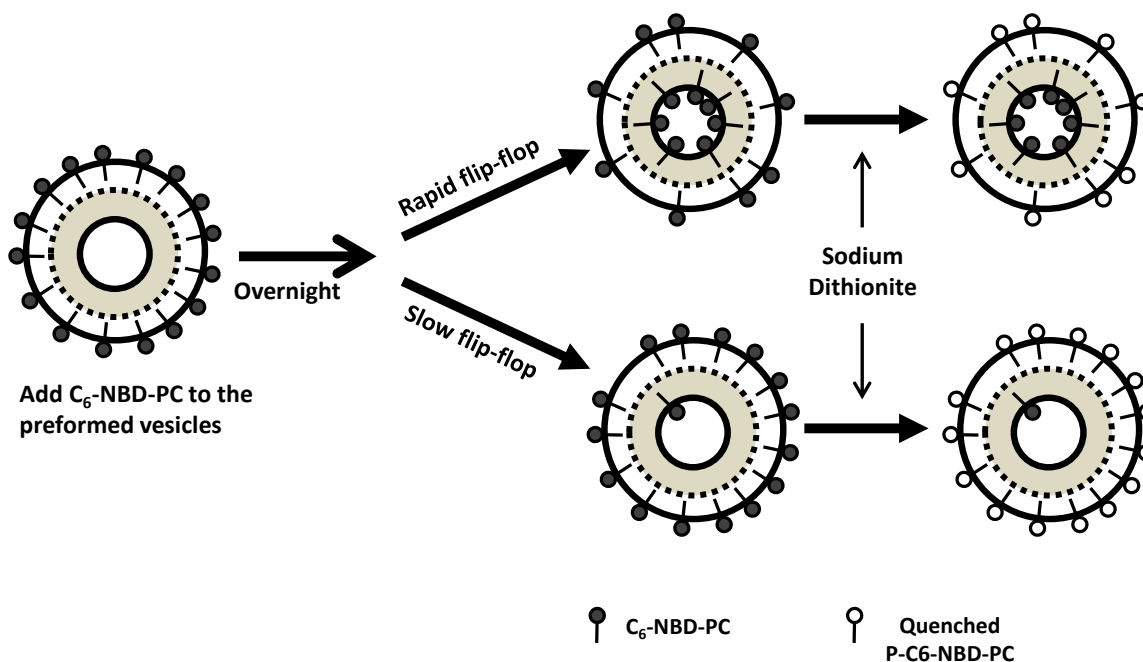 Rapid flip-flop
Overnight
Slow flip-flop
Sodium
Dithionite
Add C₆-NBD-PC to the
preformed vesicles
C₆-NBD-PC
Quenched
P-C6-NBD-PC